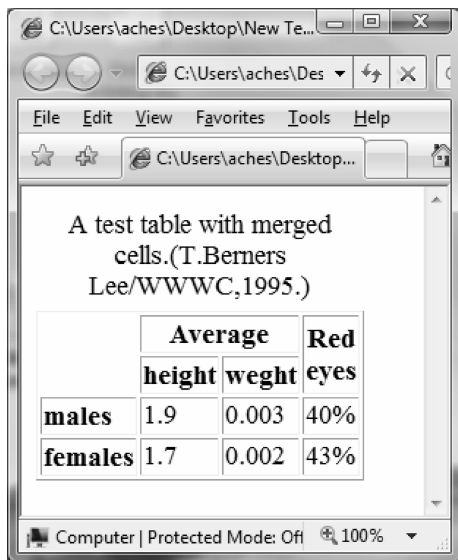 C:\Users\aches\Desktop\New Te...
C:\Users\aches\Des
File Edit View Favorites Tools Help
C:\Users\aches\Desktop...
A test table with merged
cells.(T.Berners
Lee/WWWC,1995.)
Average Red eyes
height weght
males 1.9 0.003 40%
females 1.7 0.002 43%
Computer | Protected Mode: Off 100%